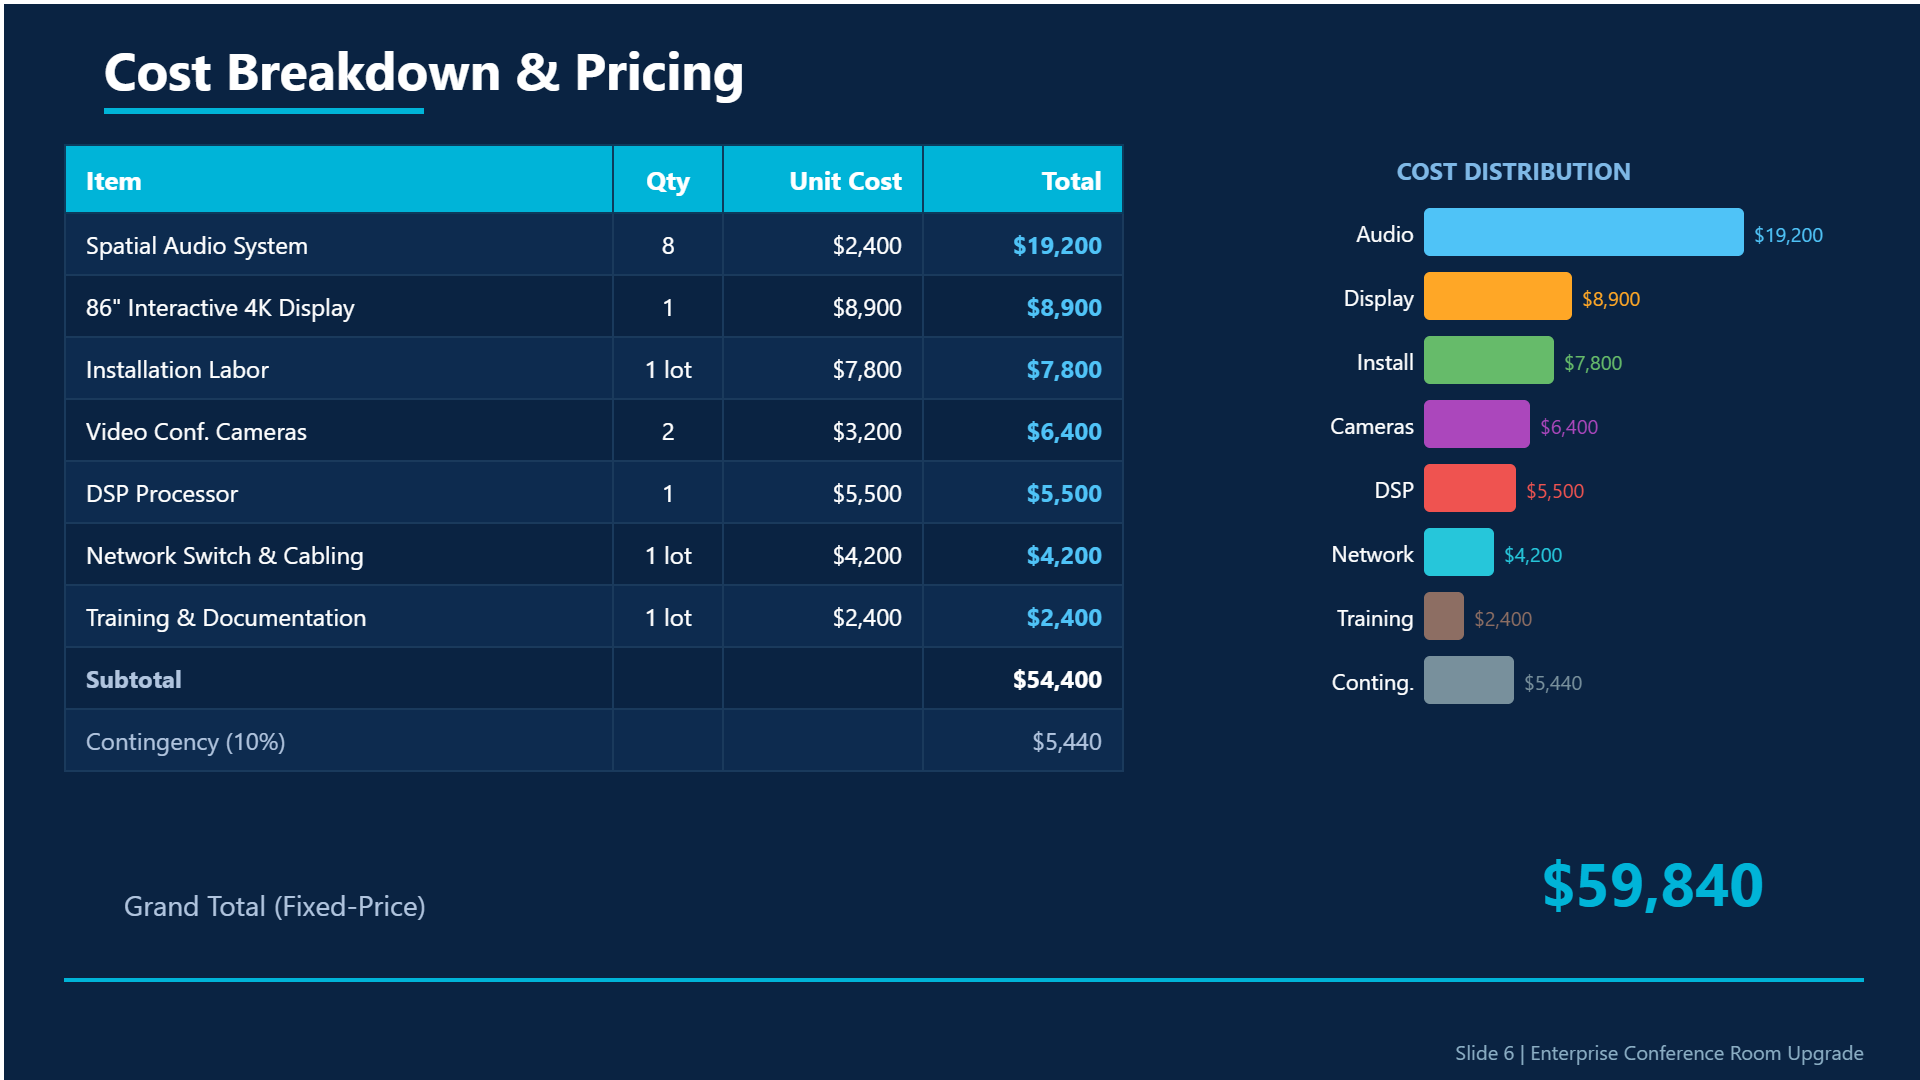 Cost Breakdown & Pricing
Item Qty Unit Cost Total
Spatial Audio System 8 $2,400 $19,200
86" Interactive 4K Display 1 $8,900 $8,900
Installation Labor 1 lot $7,800 $7,800
Video Conf. Cameras 2 $3,200 $6,400
DSP Processor 1 $5,500 $5,500
Network Switch & Cabling 1 lot $4,200 $4,200
Training & Documentation 1 lot $2,400 $2,400
Subtotal $54,400
Contingency (10%) $5,440
COST DISTRIBUTION
Audio $19,200
Display $8,900
Install $7,800
Cameras $6,400
DSP $5,500
Network $4,200
Training $2,400
Conting. $5,440
Grand Total (Fixed-Price) $59,840
Slide 6 | Enterprise Conference Room Upgrade